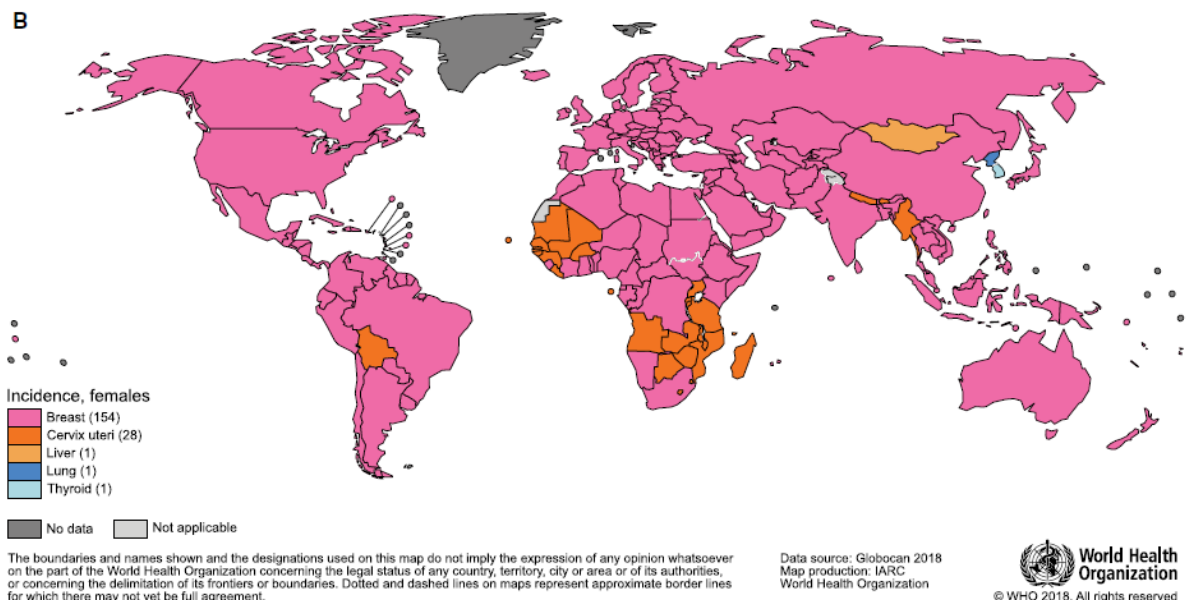 B
Incidence, females
Breast (154)
Cervix uteri (28)
Liver (1)
Lung (1)
Thyroid (1)
No data
Not applicable
The boundaries and names shown and the designations used on this map do not imply the expression of any opinion whatsoever
on the part of the World Health Organization concerning the legal status of any country, territory, city or area or of its authorities,
or concerning the delimitation of its frontiers or boundaries. Dotted and dashed lines on maps represent approximate border lines
for which there may not yet be full agreement.
Data source: Globocan 2018
Map production: IARC
World Health Organization
World Health
Organization
© WHO 2018. All rights reserved